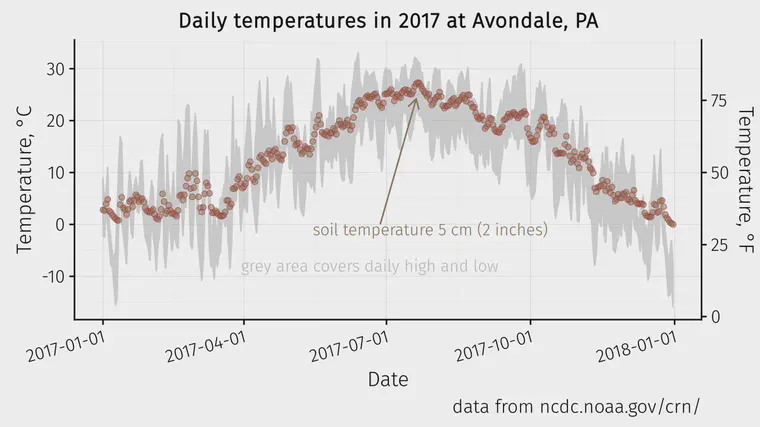 Daily temperatures in 2017 at Avondale, PA
Temperature, °C
30
20
10
0
-10
75
50
25
0
Temperature, °F
soil temperature 5 cm (2 inches)
grey area covers daily high and low
2017-01-01
2017-04-01
2017-07-01
2017-10-01
2018-01-01
Date
data from ncdc.noaa.gov/crn/